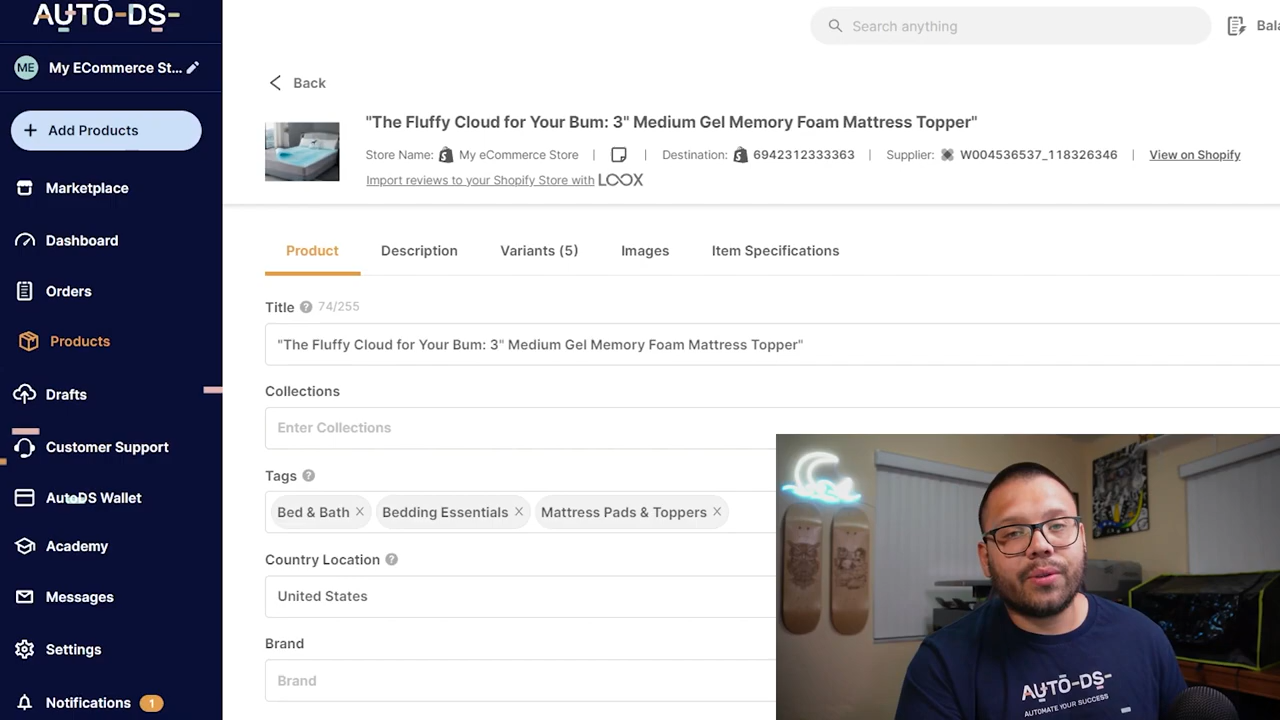 AUTO-DS-
Search anything
ME My ECommerce St...
Back
+ Add Products
"The Fluffy Cloud for Your Bum: 3" Medium Gel Memory Foam Mattress Topper"
Store Name: My eCommerce Store | | Destination: 6942312333363 | Supplier: W004536537_118326346 | View on Shopify
Import reviews to your Shopify Store with LOOX
Marketplace
Dashboard
Orders
Products
Drafts
Customer Support
AutoDS Wallet
Academy
Messages
Settings
Notifications 1
Product Description Variants (5) Images Item Specifications
Title ? 74/255
"The Fluffy Cloud for Your Bum: 3" Medium Gel Memory Foam Mattress Topper"
Collections
Enter Collections
Tags ?
Bed & Bath × Bedding Essentials × Mattress Pads & Toppers ×
Country Location ?
United States
Brand
Brand
AUTO-DS-
AUTOMATE YOUR SUCCESS